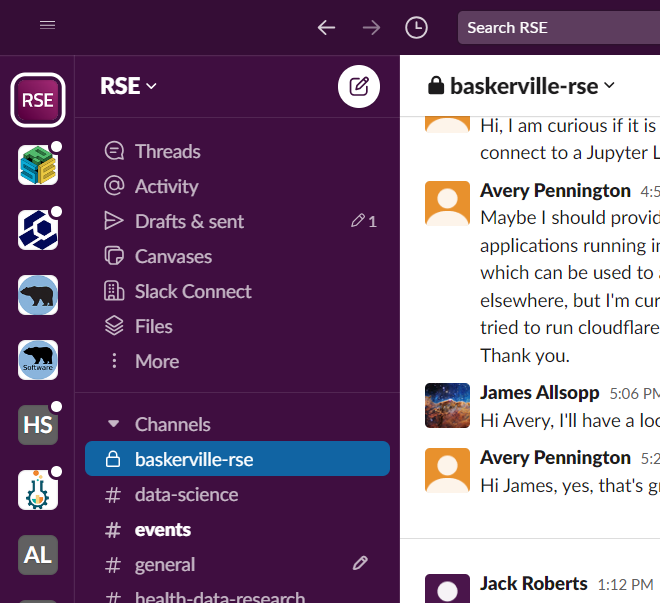 Search RSE
RSE
RSE
baskerville-rse
Threads
Activity
Drafts & sent
1
Canvases
Slack Connect
Files
More
Channels
baskerville-rse
data-science
events
general
health-data-research
Software
HS
AL
Hi, I am curious if it is
connect to a Jupyter L
Avery Pennington
Maybe I should provid
applications running in
which can be used to
elsewhere, but I'm cur
tried to run cloudflare
Thank you.
James Allsopp 5:06 PM
Hi Avery, I'll have a loo
Avery Pennington
Hi James, yes, that's gr
Jack Roberts 1:12 PM